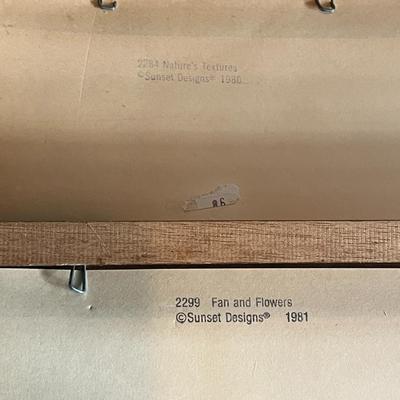 2284 Nature's Textures
©Sunset Designs® 1980
2299 Fan and Flowers
©Sunset Designs® 1981